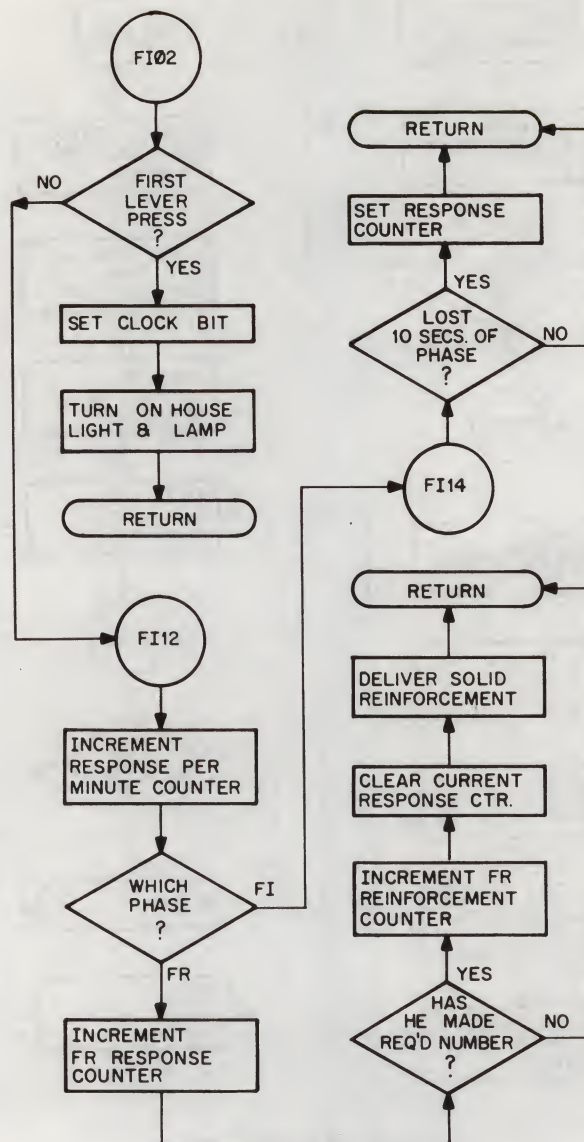 FI02
NO
FIRST
LEVER
PRESS
?
YES
SET CLOCK BIT
TURN ON HOUSE
LIGHT & LAMP
RETURN
FI12
INCREMENT
RESPONSE PER
MINUTE COUNTER
WHICH
PHASE
?
FI
FR
INCREMENT
FR RESPONSE
COUNTER
RETURN
SET RESPONSE
COUNTER
YES
LOST
10 SECS. OF
PHASE
?
NO
FI14
RETURN
DELIVER SOLID
REINFORCEMENT
CLEAR CURRENT
RESPONSE CTR.
INCREMENT FR
REINFORCEMENT
COUNTER
YES
HAS
HE MADE
REQ'D NUMBER
?
NO